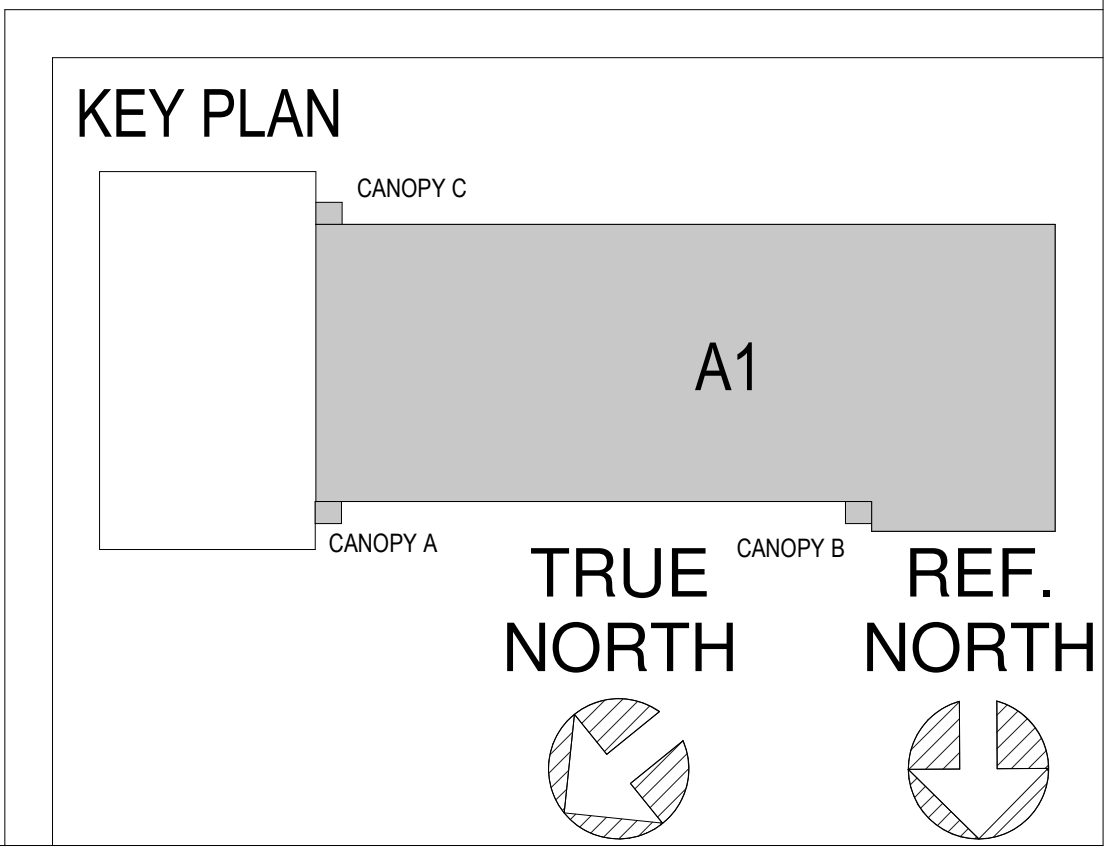 KEY PLAN
CANOPY C
A1
CANOPY A
CANOPY B
TRUE
NORTH
REF.
NORTH